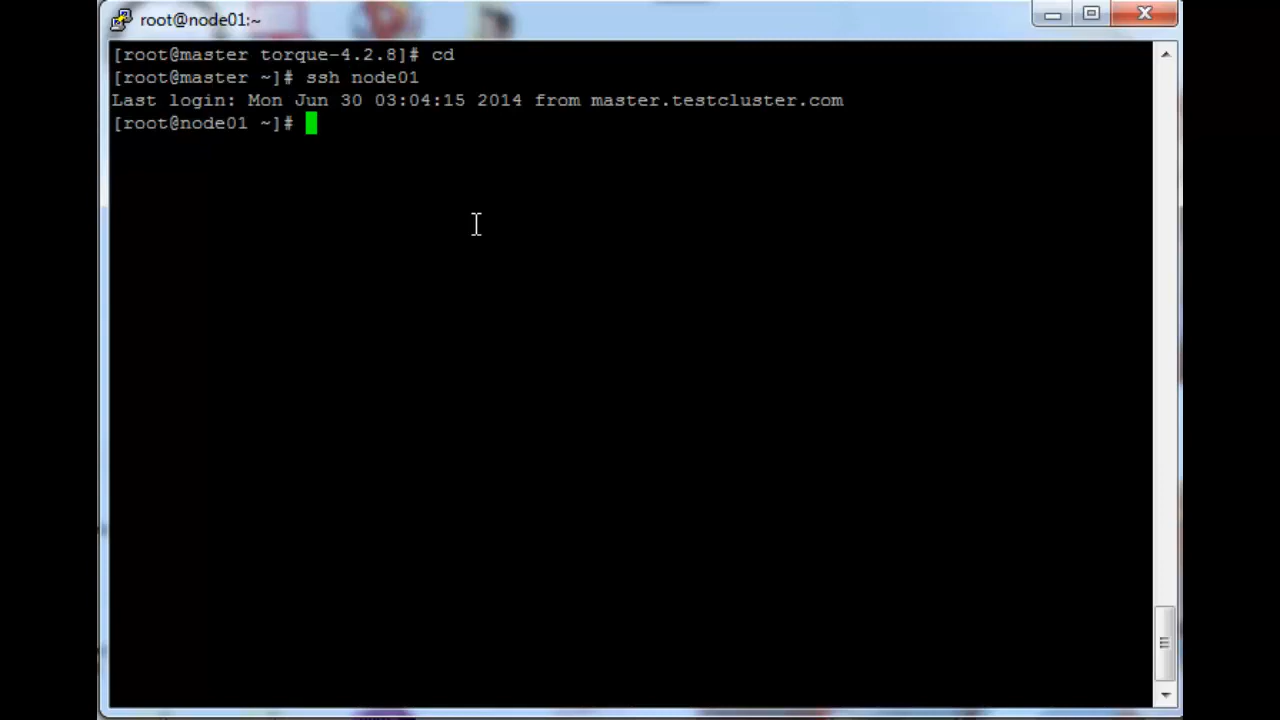 root@node01:~
[root@master torque-4.2.8]# cd
[root@master ~]# ssh node01
Last login: Mon Jun 30 03:04:15 2014 from master.testcluster.com
[root@node01 ~]#